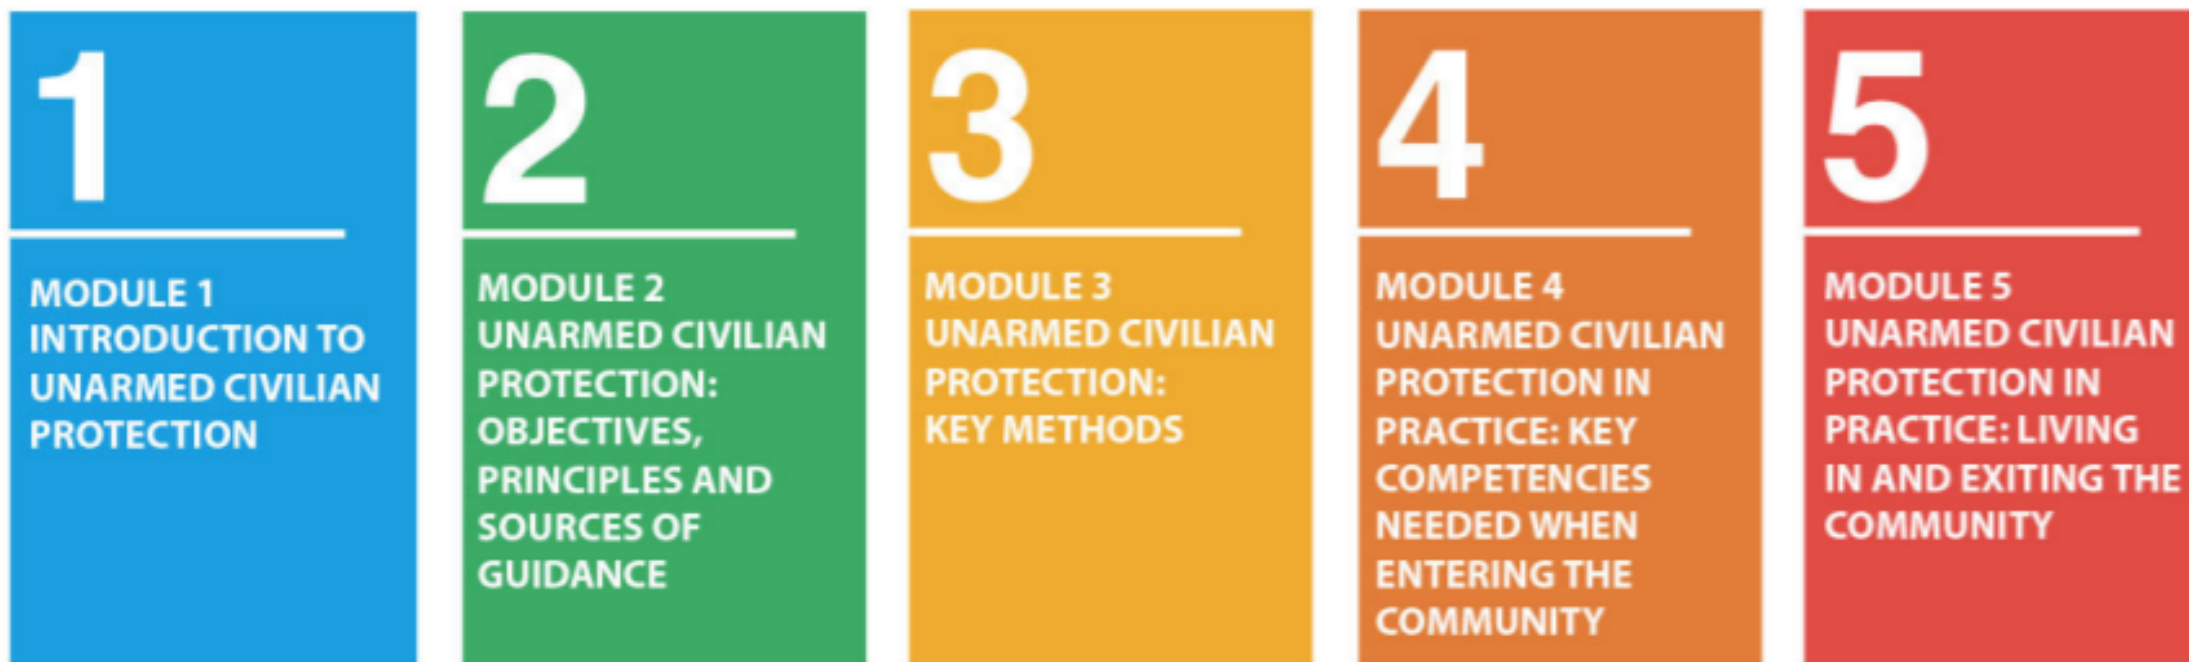 1
MODULE 1
INTRODUCTION TO
UNARMED CIVILIAN
PROTECTION
2
MODULE 2
UNARMED CIVILIAN
PROTECTION:
OBJECTIVES,
PRINCIPLES AND
SOURCES OF
GUIDANCE
3
MODULE 3
UNARMED CIVILIAN
PROTECTION:
KEY METHODS
4
MODULE 4
UNARMED CIVILIAN
PROTECTION IN
PRACTICE: KEY
COMPETENCIES
NEEDED WHEN
ENTERING THE
COMMUNITY
5
MODULE 5
UNARMED CIVILIAN
PROTECTION IN
PRACTICE: LIVING
IN AND EXITING THE
COMMUNITY